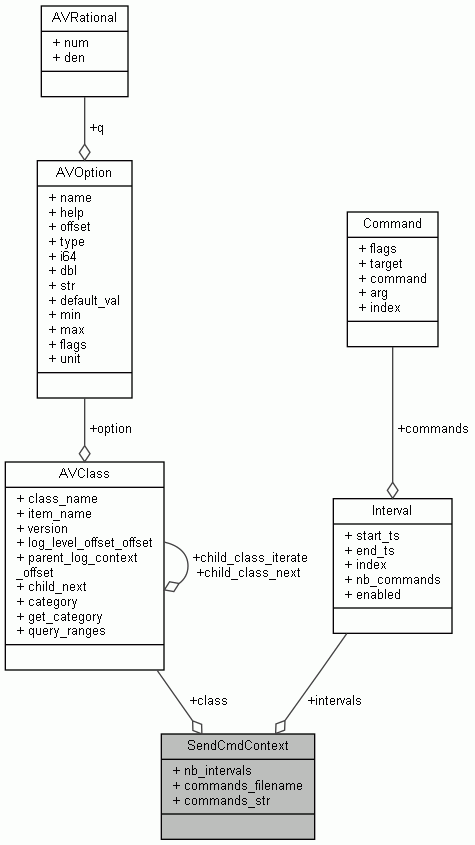 AVRational
+ num
+ den
+q
AVOption
+ name
+ help
+ offset
+ type
+ i64
+ dbl
+ str
+ default_val
+ min
+ max
+ flags
+ unit
Command
+ flags
+ target
+ command
+ arg
+ index
+option
+commands
AVClass
+ class_name
+ item_name
+ version
+ log_level_offset_offset
+ parent_log_context
_offset
+ child_next
+ category
+ get_category
+ query_ranges
+child_class_iterate
+child_class_next
Interval
+ start_ts
+ end_ts
+ index
+ nb_commands
+ enabled
+class
+intervals
SendCmdContext
+ nb_intervals
+ commands_filename
+ commands_str